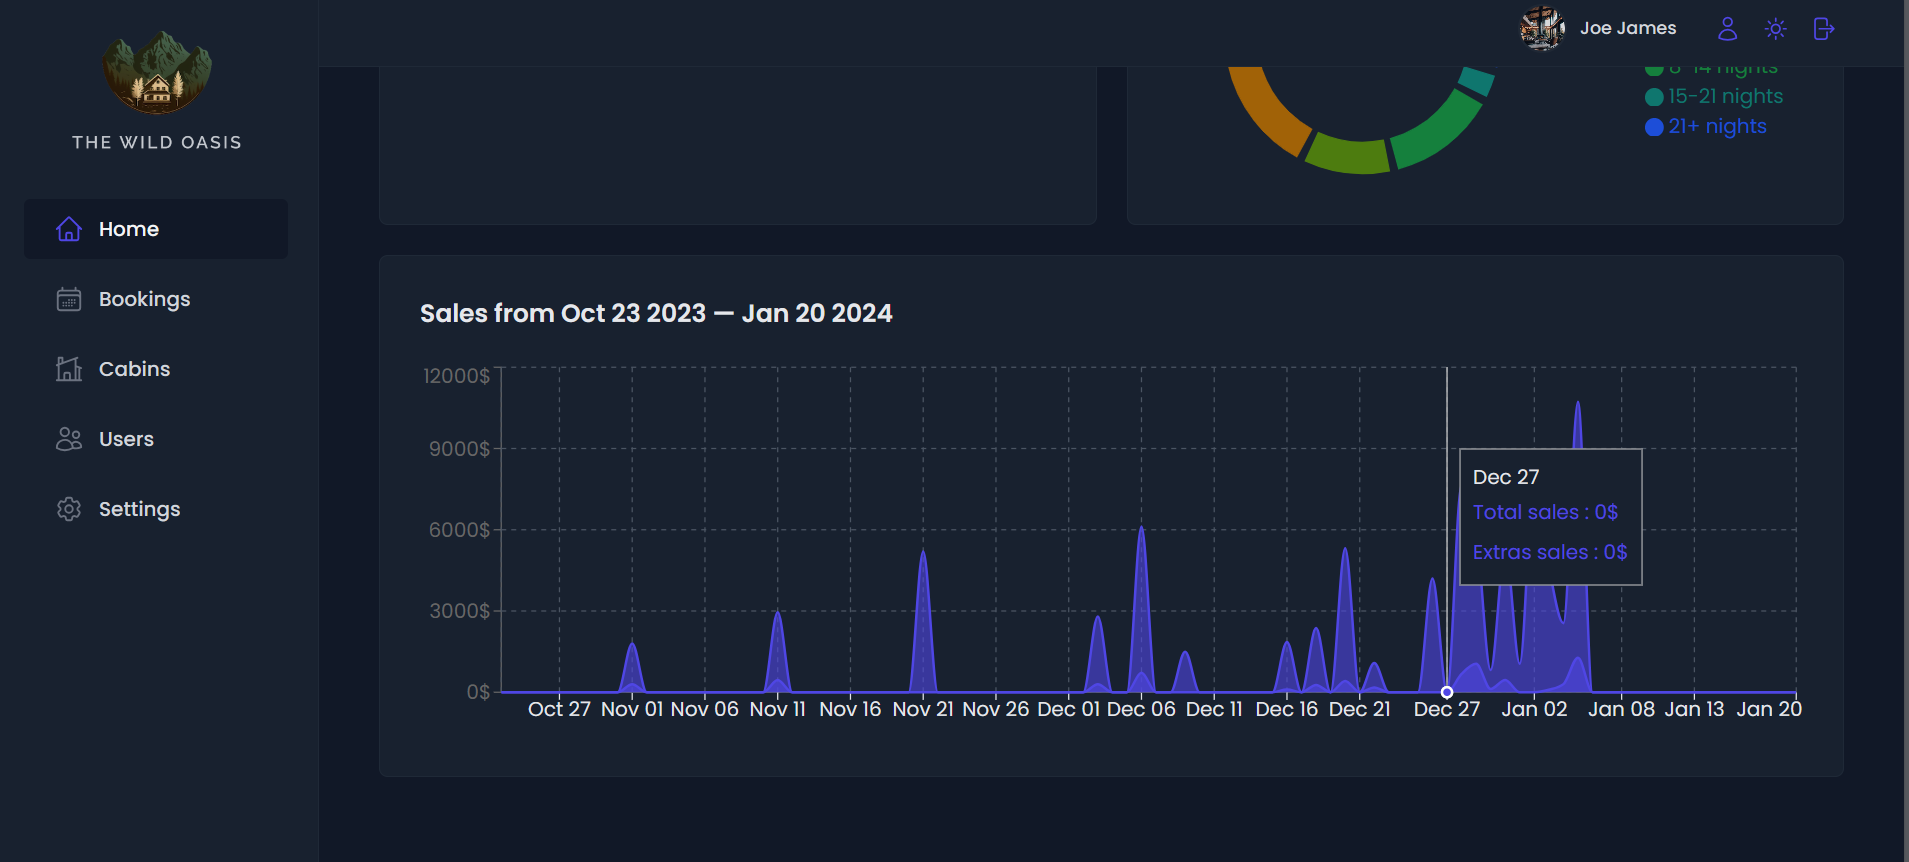 Joe James
THE WILD OASIS
Home
Bookings
Cabins
Users
Settings
8-14 nights
15-21 nights
21+ nights
Sales from Oct 23 2023 — Jan 20 2024
12000$
9000$
6000$
3000$
0$
Dec 27
Total sales : 0$
Extras sales : 0$
Oct 27 Nov 01 Nov 06 Nov 11 Nov 16 Nov 21 Nov 26 Dec 01 Dec 06 Dec 11 Dec 16 Dec 21 Dec 27 Jan 02 Jan 08 Jan 13 Jan 20